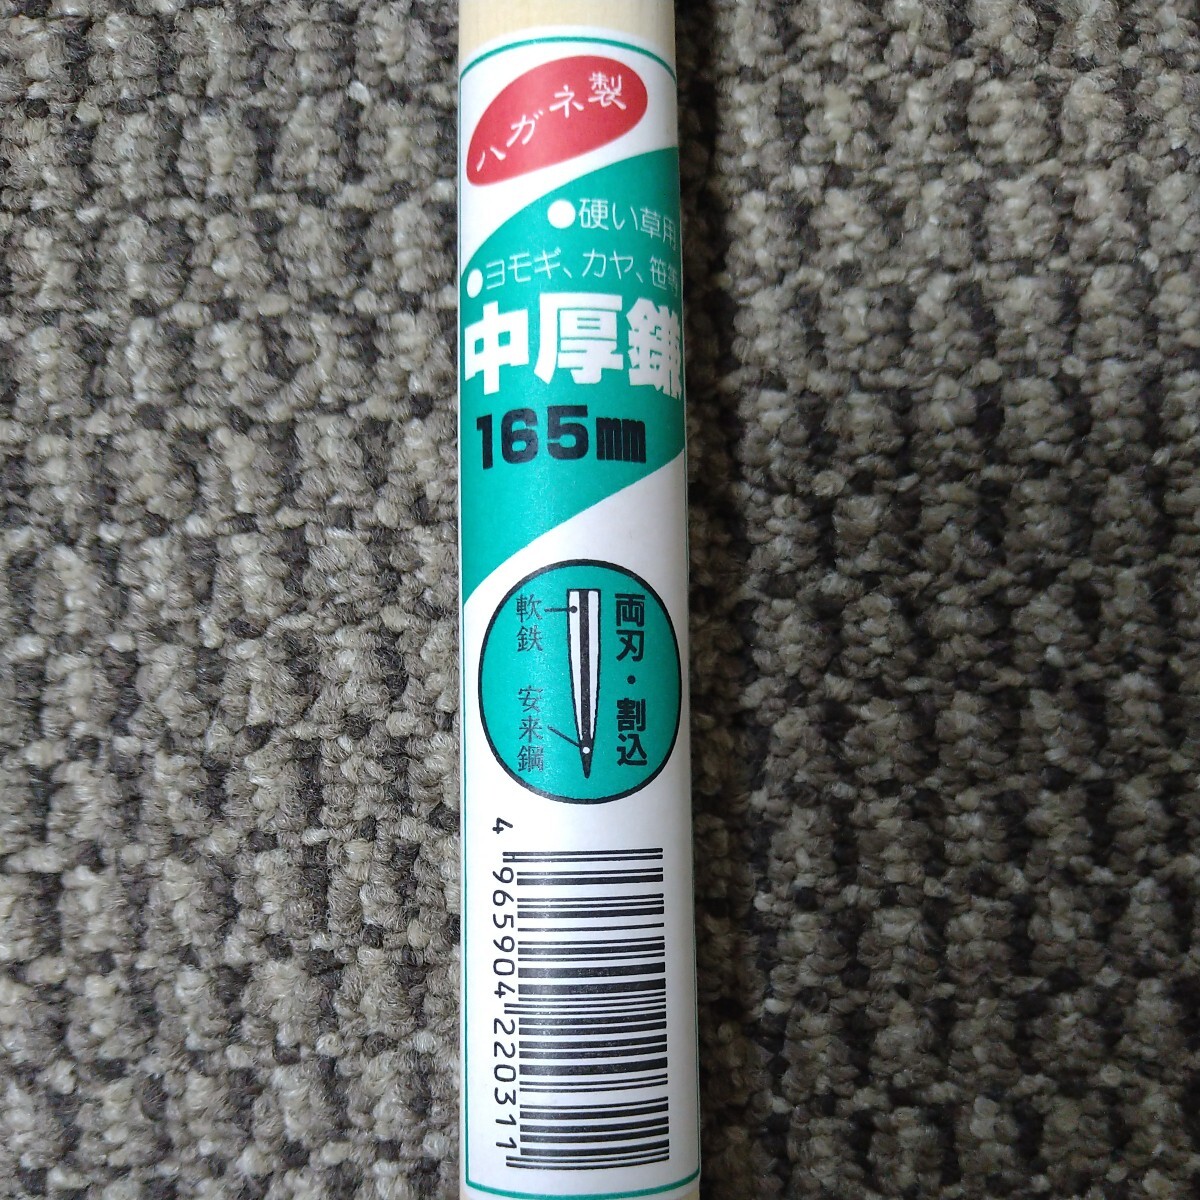 ハガネ製
●硬い草用
●ヨモギ、カヤ、笹等
中厚鎌
165mm
両刃・割込
軟鉄
安来鋼
4 965904 220311